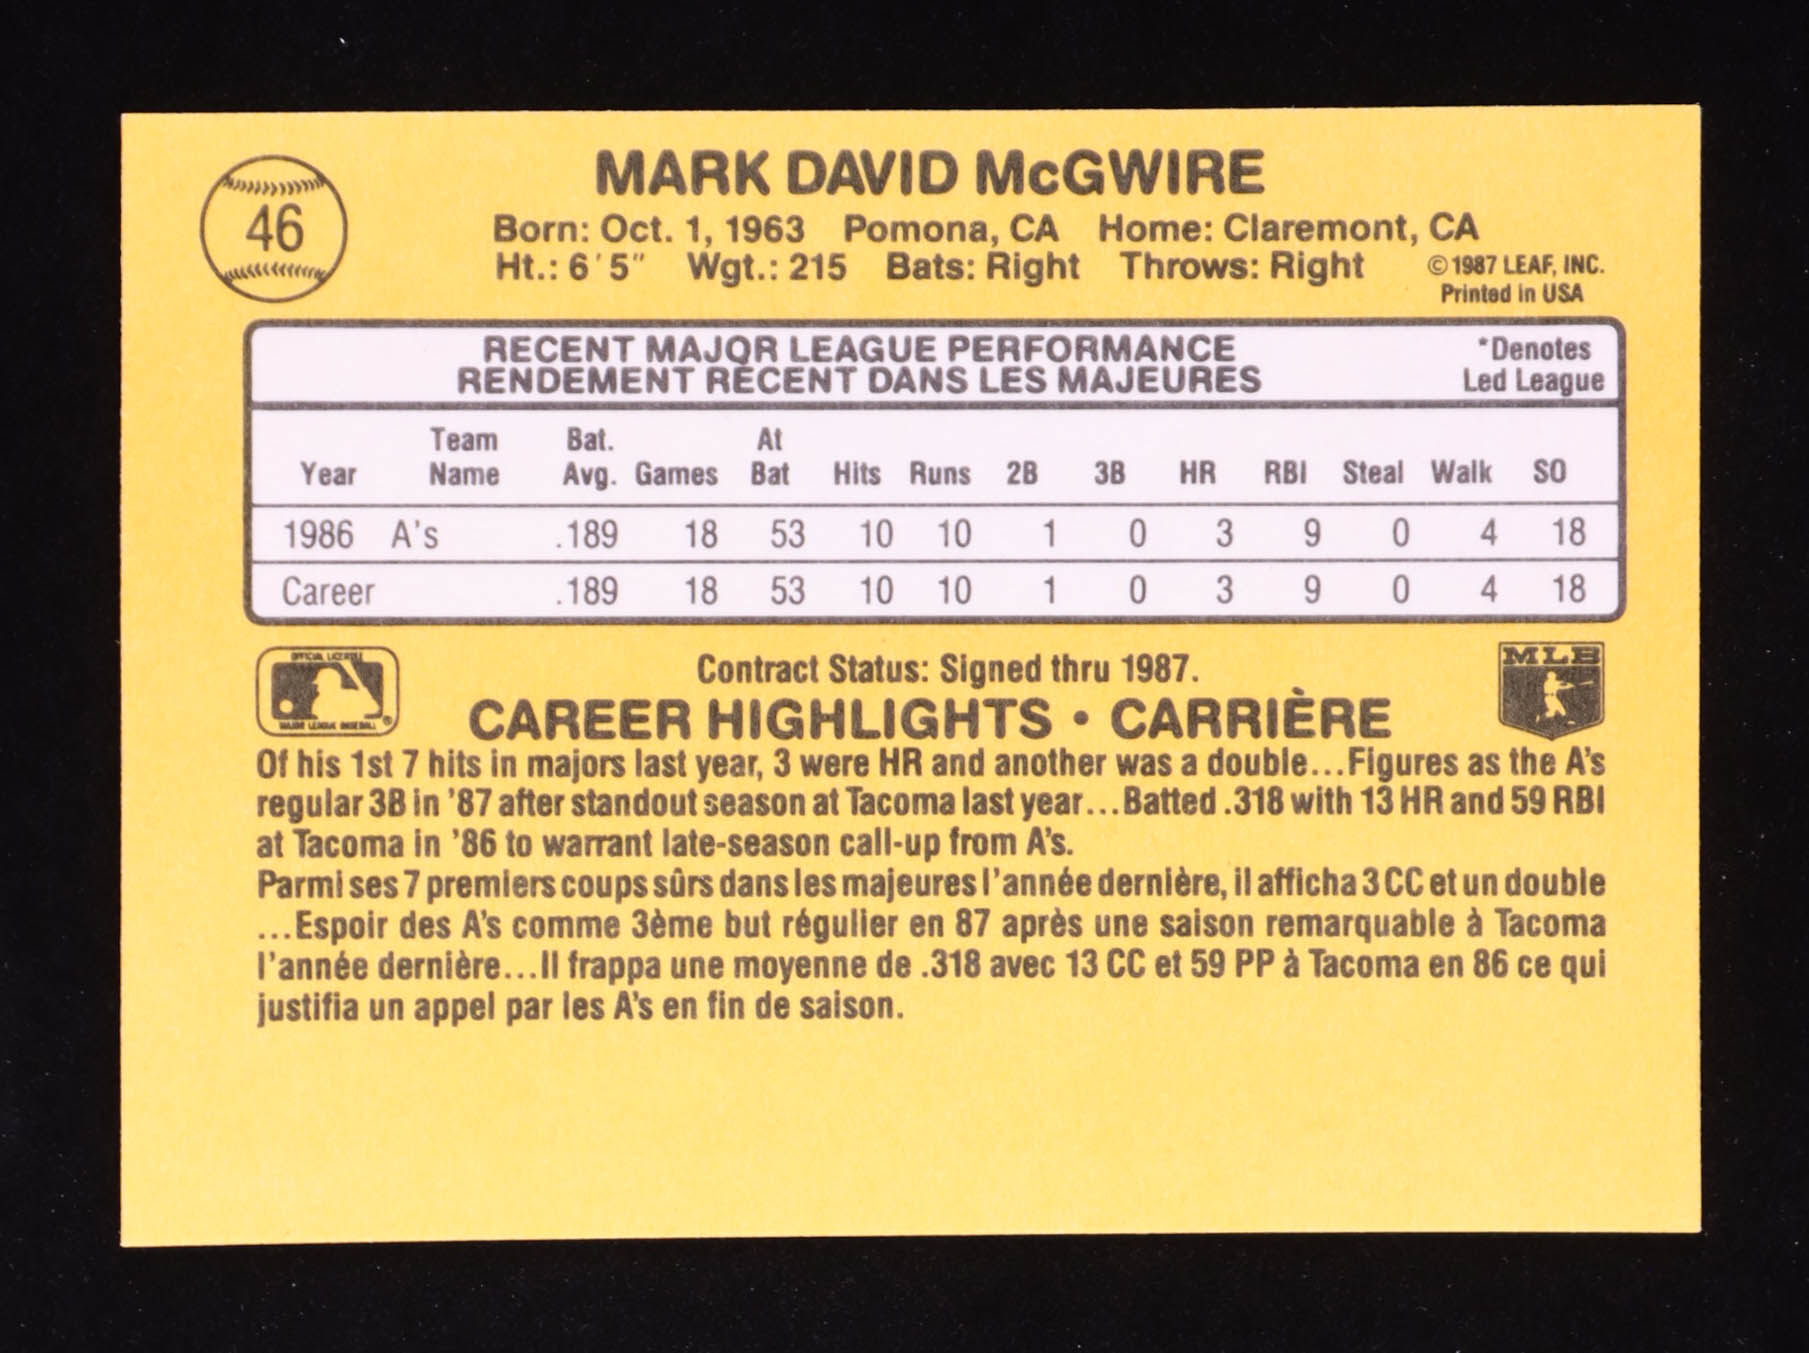 46
MARK DAVID McGWIRE
Born: Oct. 1, 1963 Pomona, CA Home: Claremont, CA
Ht.: 6'5" Wgt.: 215 Bats: Right Throws: Right
©1987 LEAF, INC.
Printed in USA
RECENT MAJOR LEAGUE PERFORMANCE
RENDEMENT RÉCENT DANS LES MAJEURES
*Denotes
Led League
Year Team Name Bat. Avg. Games At Bat Hits Runs 2B 3B HR RBI Steal Walk SO
1986 A's .189 18 53 10 10 1 0 3 9 0 4 18
Career .189 18 53 10 10 1 0 3 9 0 4 18
OFFICIAL LICENSEE
MAJOR LEAGUE BASEBALL ®
Contract Status: Signed thru 1987.
MLB
CAREER HIGHLIGHTS • CARRIÈRE
Of his 1st 7 hits in majors last year, 3 were HR and another was a double...Figures as the A's
regular 3B in '87 after standout season at Tacoma last year...Batted .318 with 13 HR and 59 RBI
at Tacoma in '86 to warrant late-season call-up from A's.
Parmi ses 7 premiers coups sûrs dans les majeures l'année dernière, il afficha 3 CC et un double
...Espoir des A's comme 3ème but régulier en 87 après une saison remarquable à Tacoma
l'année dernière...Il frappa une moyenne de .318 avec 13 CC et 59 PP à Tacoma en 86 ce qui
justifia un appel par les A's en fin de saison.